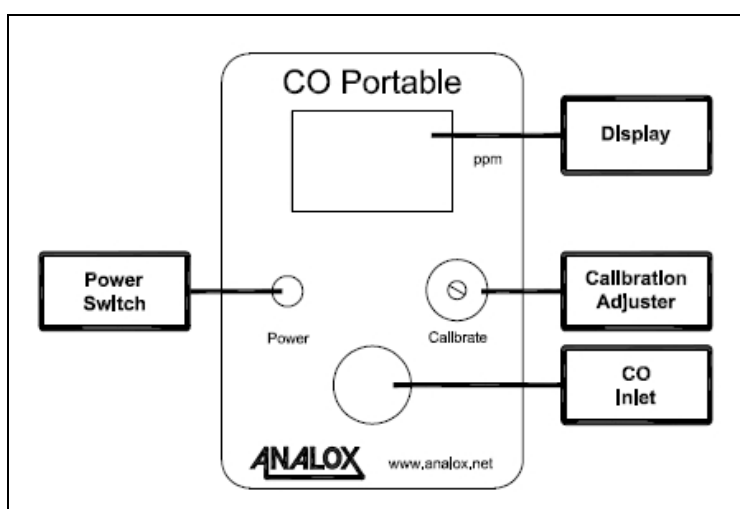 CO Portable
Display
ppm
Power
Switch
Calibration
Adjuster
Power
Calibrate
CO
Inlet
ANALOX
www.analox.net